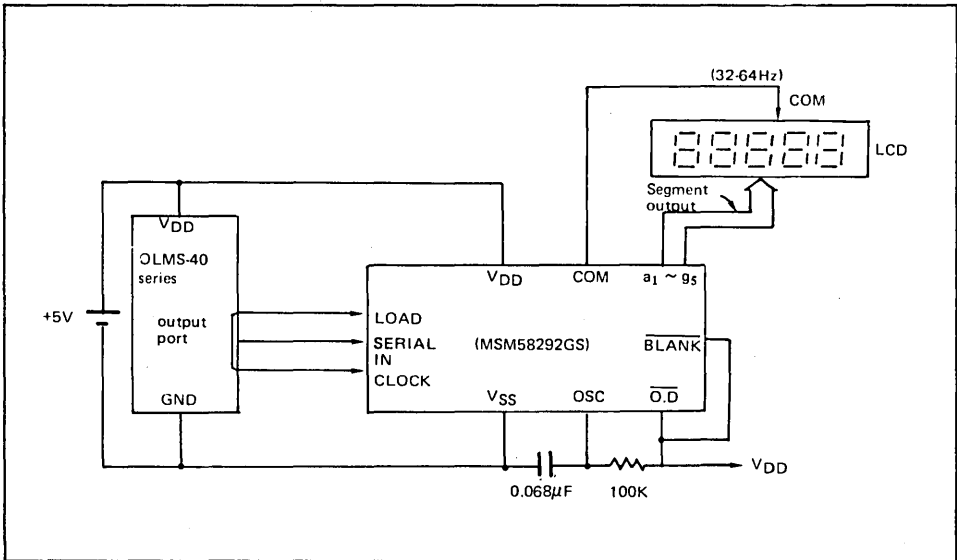 (32-64Hz)
COM
LCD
Segment
output
VDD
OLMS-40
series
+5V
output
port
GND
VDD
COM
a1 ~ g5
LOAD
SERIAL
IN
CLOCK
(MSM58292GS)
BLANK
VSS
OSC
O.D
VDD
0.068μF
100K